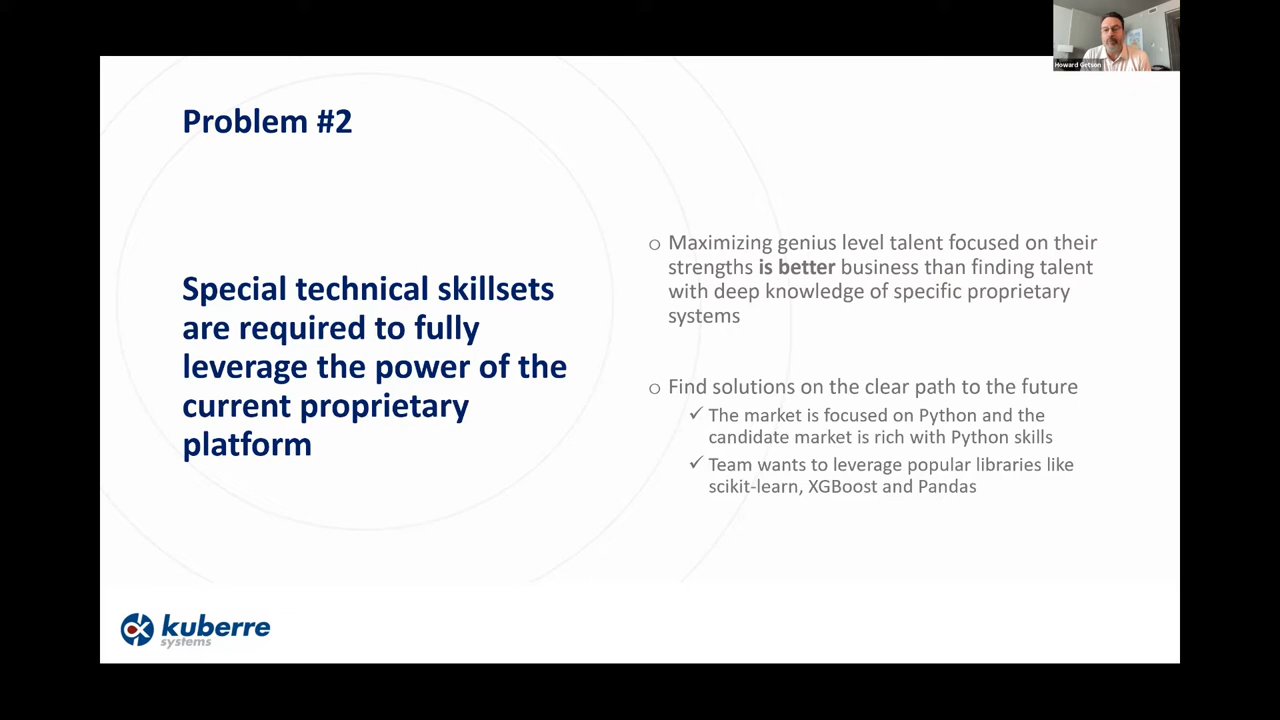 Howard Getson
Problem #2
Special technical skillsets
are required to fully
leverage the power of the
current proprietary
platform
o Maximizing genius level talent focused on their
strengths is better business than finding talent
with deep knowledge of specific proprietary
systems
o Find solutions on the clear path to the future
✓ The market is focused on Python and the
candidate market is rich with Python skills
✓ Team wants to leverage popular libraries like
scikit-learn, XGBoost and Pandas
kuberre
systems